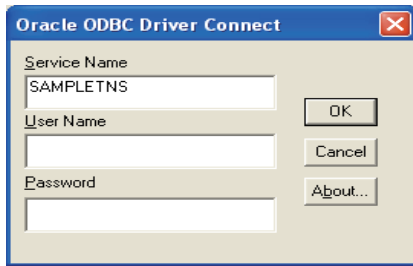 Oracle ODBC Driver Connect
Service Name
SAMPLETNS
User Name
Password
OK
Cancel
About...